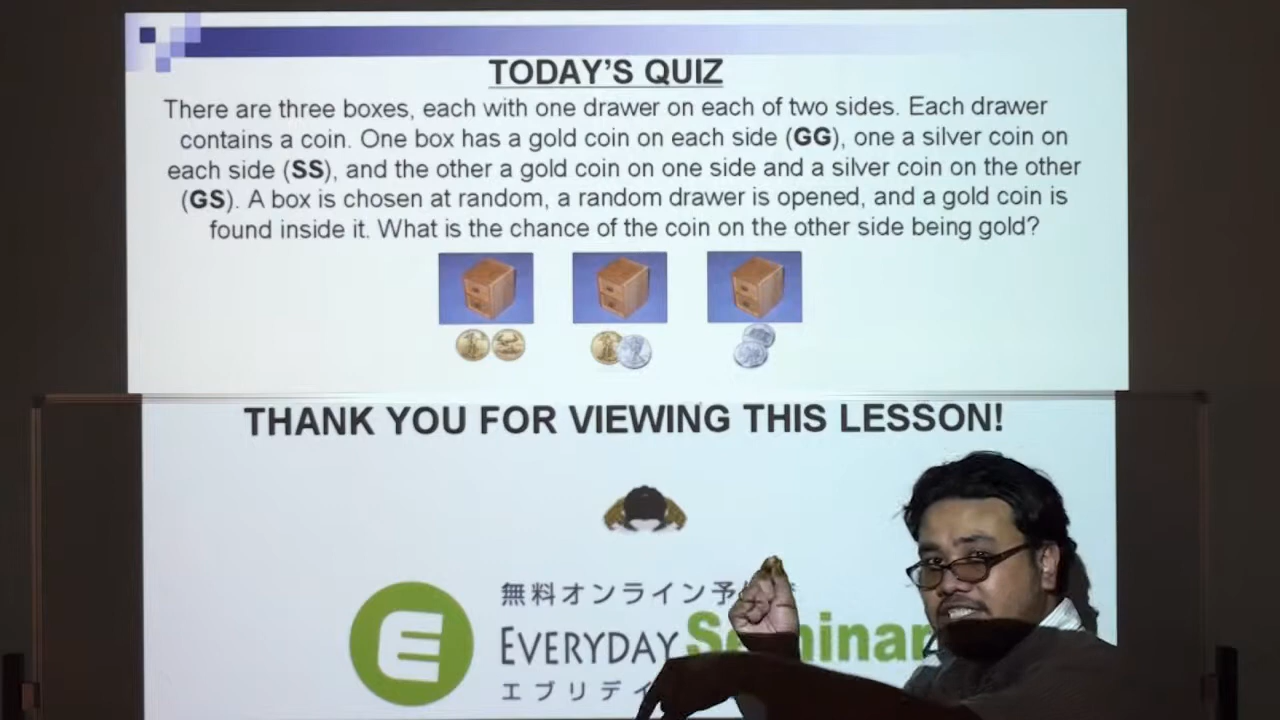 TODAY'S QUIZ
There are three boxes, each with one drawer on each of two sides. Each drawer
contains a coin. One box has a gold coin on each side (GG), one a silver coin on
each side (SS), and the other a gold coin on one side and a silver coin on the other
(GS). A box is chosen at random, a random drawer is opened, and a gold coin is
found inside it. What is the chance of the coin on the other side being gold?
THANK YOU FOR VIEWING THIS LESSON!
E
無料オンライン予
EVERYDAY Seminar
エブリデイ